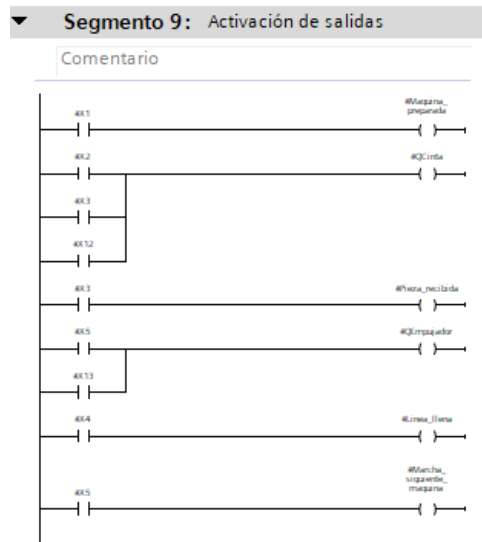 Segmento 9: Activación de salidas
Comentario
#X1
#Maquina_
preparada
#X2
#QCinta
#X3
#X12
#X3
#Pieza_recibida
#X5
#QEmpujador
#X13
#X4
#Linea_llena
#X5
#Marcha_
siguiente_
maquina